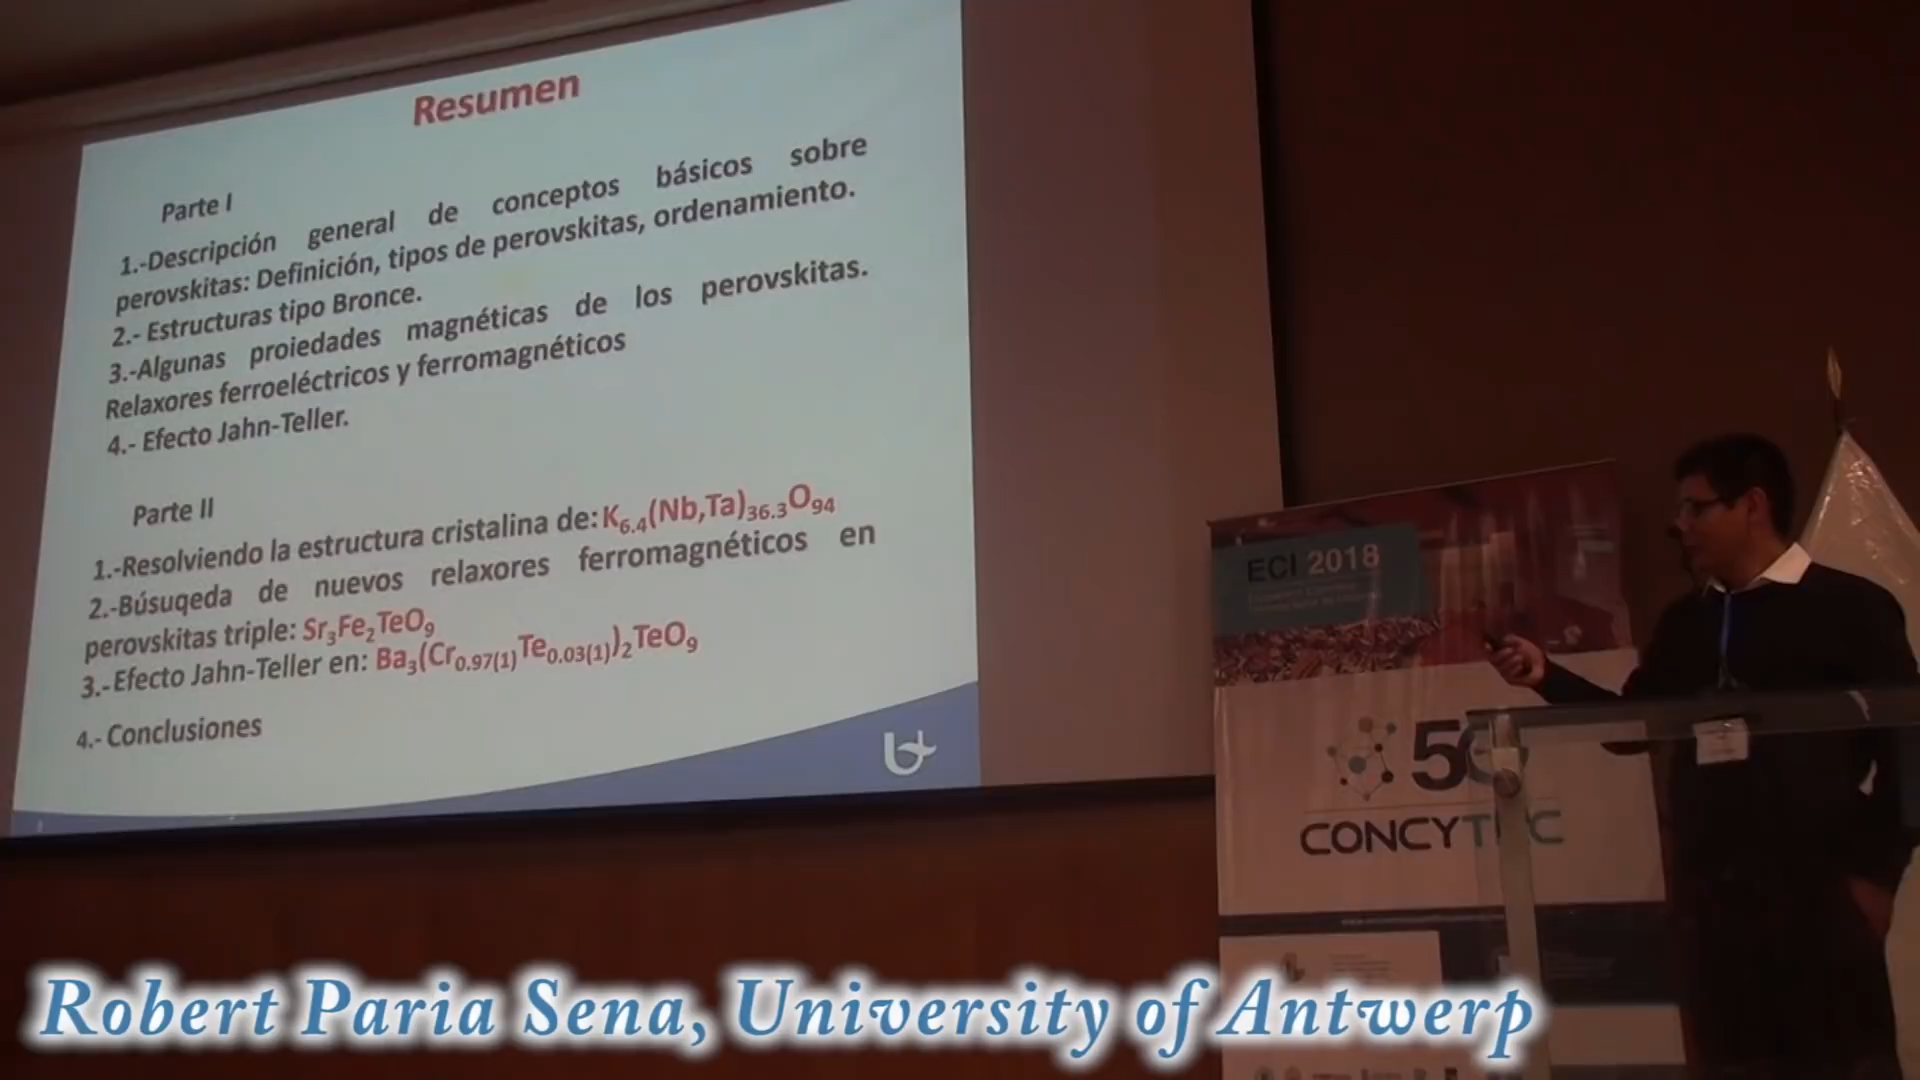 Resumen
Parte I
1.-Descripción general de conceptos básicos sobre
perovskitas: Definición, tipos de perovskitas, ordenamiento.
2.- Estructuras tipo Bronce.
3.-Algunas proiedades magnéticas de los perovskitas.
Relaxores ferroeléctricos y ferromagnéticos
4.- Efecto Jahn-Teller.
Parte II
1.-Resolviendo la estructura cristalina de: K6.4(Nb,Ta)36.3O94
2.-Búsuqeda de nuevos relaxores ferromagnéticos en
perovskitas triple: Sr3Fe2TeO9
3.-Efecto Jahn-Teller en: Ba3(Cr0.97(1)Te0.03(1))2TeO9
4.- Conclusiones
ECI 2018
Robert Paria Sena, University of Antwerp